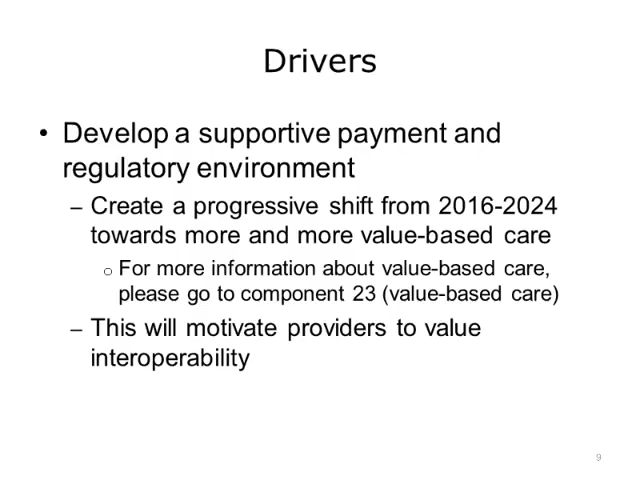 Drivers
• Develop a supportive payment and
regulatory environment
– Create a progressive shift from 2016-2024
towards more and more value-based care
o For more information about value-based care,
please go to component 23 (value-based care)
– This will motivate providers to value
interoperability
9